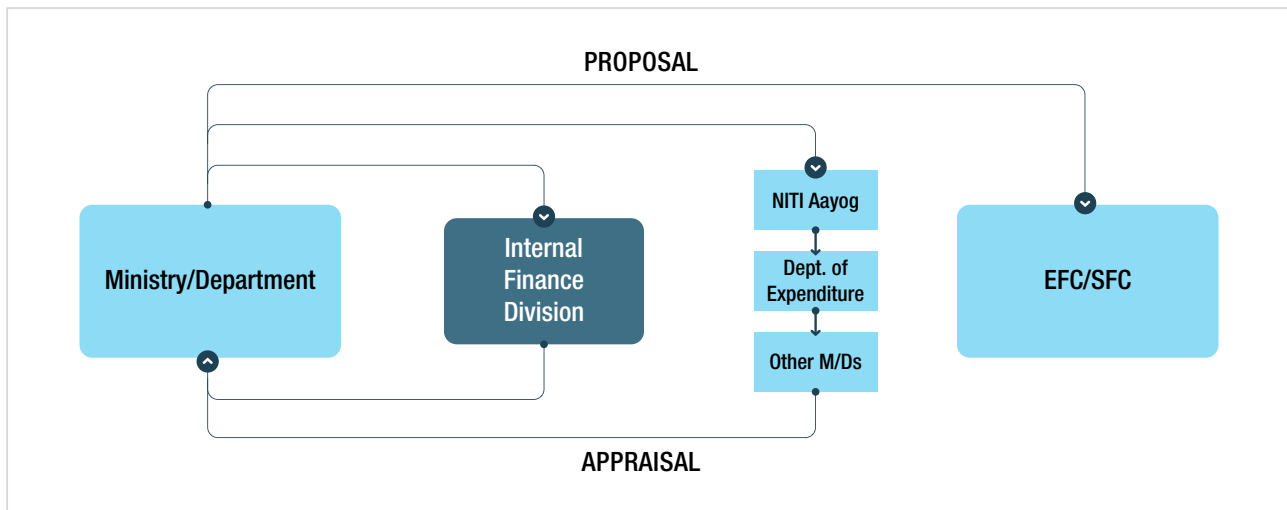 PROPOSAL
Ministry/Department
Internal
Finance
Division
NITI Aayog
Dept. of
Expenditure
Other M/Ds
EFC/SFC
APPRAISAL